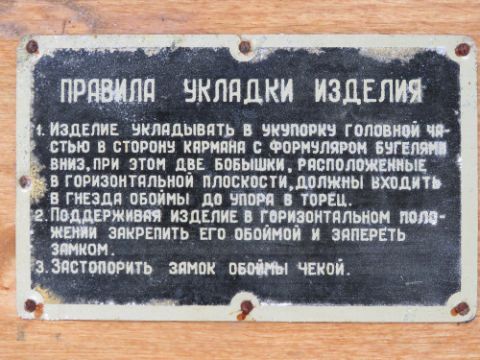 ПРАВИЛА УКЛАДКИ ИЗДЕЛИЯ
1. ИЗДЕЛИЕ УКЛАДЫВАТЬ В УКУПОРКУ ГОЛОВНОЙ ЧА-
СТЬЮ В СТОРОНУ КАРМАНА С ФОРМУЛЯРОМ БУГЕЛЯМИ
ВНИЗ, ПРИ ЭТОМ ДВЕ БОБЫШКИ, РАСПОЛОЖЕННЫЕ
В ГОРИЗОНТАЛЬНОЙ ПЛОСКОСТИ, ДОЛЖНЫ ВХОДИТЬ
В ГНЕЗДА ОБОЙМЫ ДО УПОРА В ТОРЕЦ.
2. ПОДДЕРЖИВАЯ ИЗДЕЛИЕ В ГОРИЗОНТАЛЬНОМ ПОЛО-
ЖЕНИИ ЗАКРЕПИТЬ ЕГО ОБОЙМОЙ И ЗАПЕРЕТЬ
ЗАМКОМ.
3. ЗАСТОПОРИТЬ ЗАМОК ОБОЙМЫ ЧЕКОЙ.